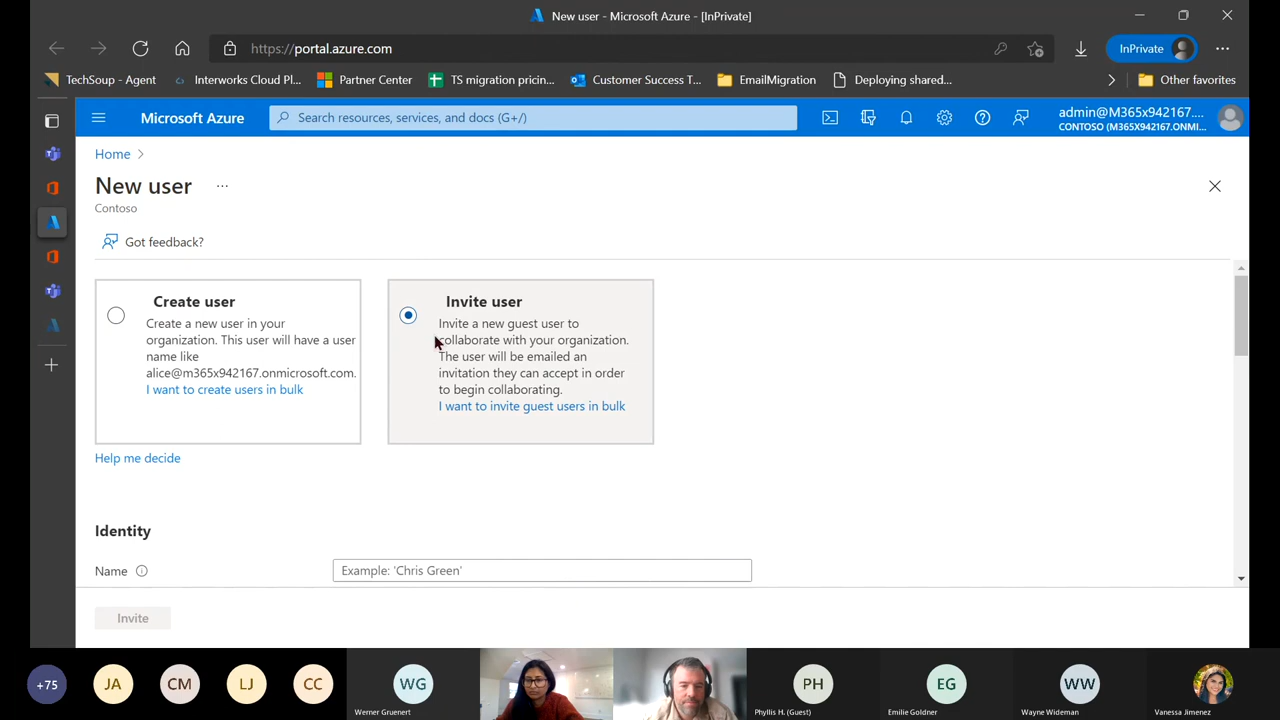 New user - Microsoft Azure - [InPrivate]
https://portal.azure.com
InPrivate
TechSoup - Agent
Interworks Cloud Pl...
Partner Center
TS migration pricin...
Customer Success T...
EmailMigration
Deploying shared...
Other favorites
Microsoft Azure
Search resources, services, and docs (G+/)
admin@M365x942167....
CONTOSO (M365X942167.ONMI...
Home
New user
...
Contoso
Got feedback?
Create user
Create a new user in your
organization. This user will have a user
name like
alice@m365x942167.onmicrosoft.com.
I want to create users in bulk
Invite user
Invite a new guest user to
collaborate with your organization.
The user will be emailed an
invitation they can accept in order
to begin collaborating.
I want to invite guest users in bulk
Help me decide
Identity
Name
Example: 'Chris Green'
Invite
+75
JA
CM
LJ
CC
WG
Werner Gruenert
PH
Phyllis H. (Guest)
EG
Emilie Goldner
WW
Wayne Wideman
Vanessa Jimenez